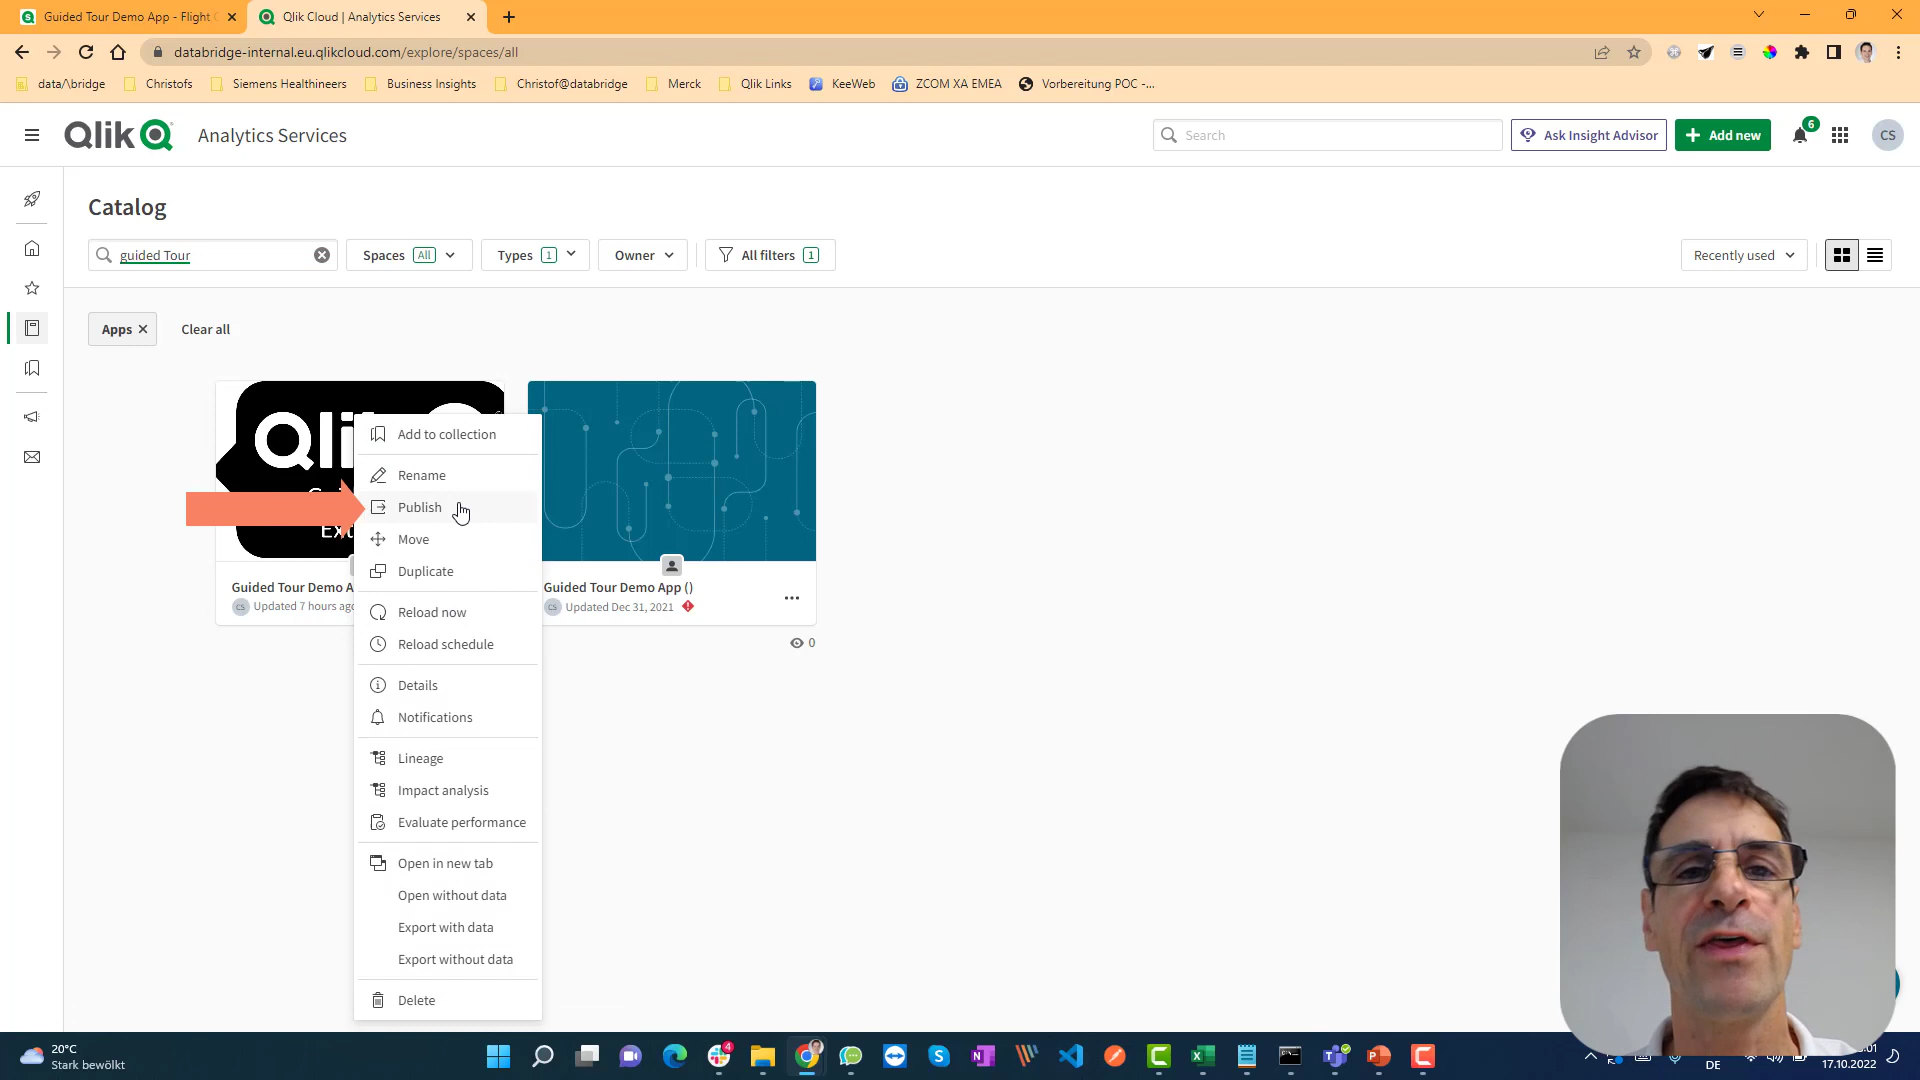 Guided Tour Demo App - Flight
Qlik Cloud | Analytics Services
databridge-internal.eu.qlikcloud.com/explore/spaces/all
data/\bridge
Christofs
Siemens Healthineers
Business Insights
Christof@databridge
Merck
Qlik Links
KeeWeb
ZCOM XA EMEA
Vorbereitung POC -...
Qlik
Analytics Services
Search
Ask Insight Advisor
Add new
6
CS
Catalog
guided Tour
Spaces All
Types 1
Owner
All filters 1
Recently used
Apps
Clear all
Qli
Add to collection
Rename
Publish
Move
Duplicate
Reload now
Reload schedule
Details
Notifications
Lineage
Impact analysis
Evaluate performance
Open in new tab
Open without data
Export with data
Export without data
Delete
Guided Tour Demo A
CS Updated 7 hours ago
Guided Tour Demo App ()
CS Updated Dec 31, 2021
0
20°C
Stark bewölkt
4
DE
17.10.2022